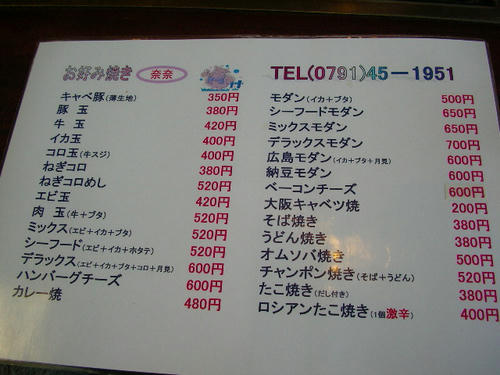 お好み焼き 奈奈
TEL(0791)45－1951
キャベ豚(薄生地) 350円
豚 玉 380円
牛 玉 420円
イカ玉 400円
コロ玉(牛スジ) 400円
ねぎコロ 380円
ねぎコロめし 520円
エビ玉 420円
肉 玉(牛＋ブタ) 520円
ミックス(エビ＋イカ＋ブタ) 520円
シーフード(エビ＋イカ＋ホタテ) 520円
デラックス(エビ＋イカ＋ブタ＋コロ＋月見) 600円
ハンバーグチーズ 600円
カレー焼 480円
モダン(イカ＋ブタ) 500円
シーフードモダン 650円
ミックスモダン 650円
デラックスモダン 700円
広島モダン(イカ＋ブタ＋月見) 600円
納豆モダン 600円
ベーコンチーズ 600円
大阪キャベツ焼 200円
そば焼き 380円
うどん焼き 380円
オムソバ焼き 500円
チャンポン焼き(そば＋うどん) 520円
たこ焼き(だし付き) 380円
ロシアンたこ焼き(1個激辛) 400円